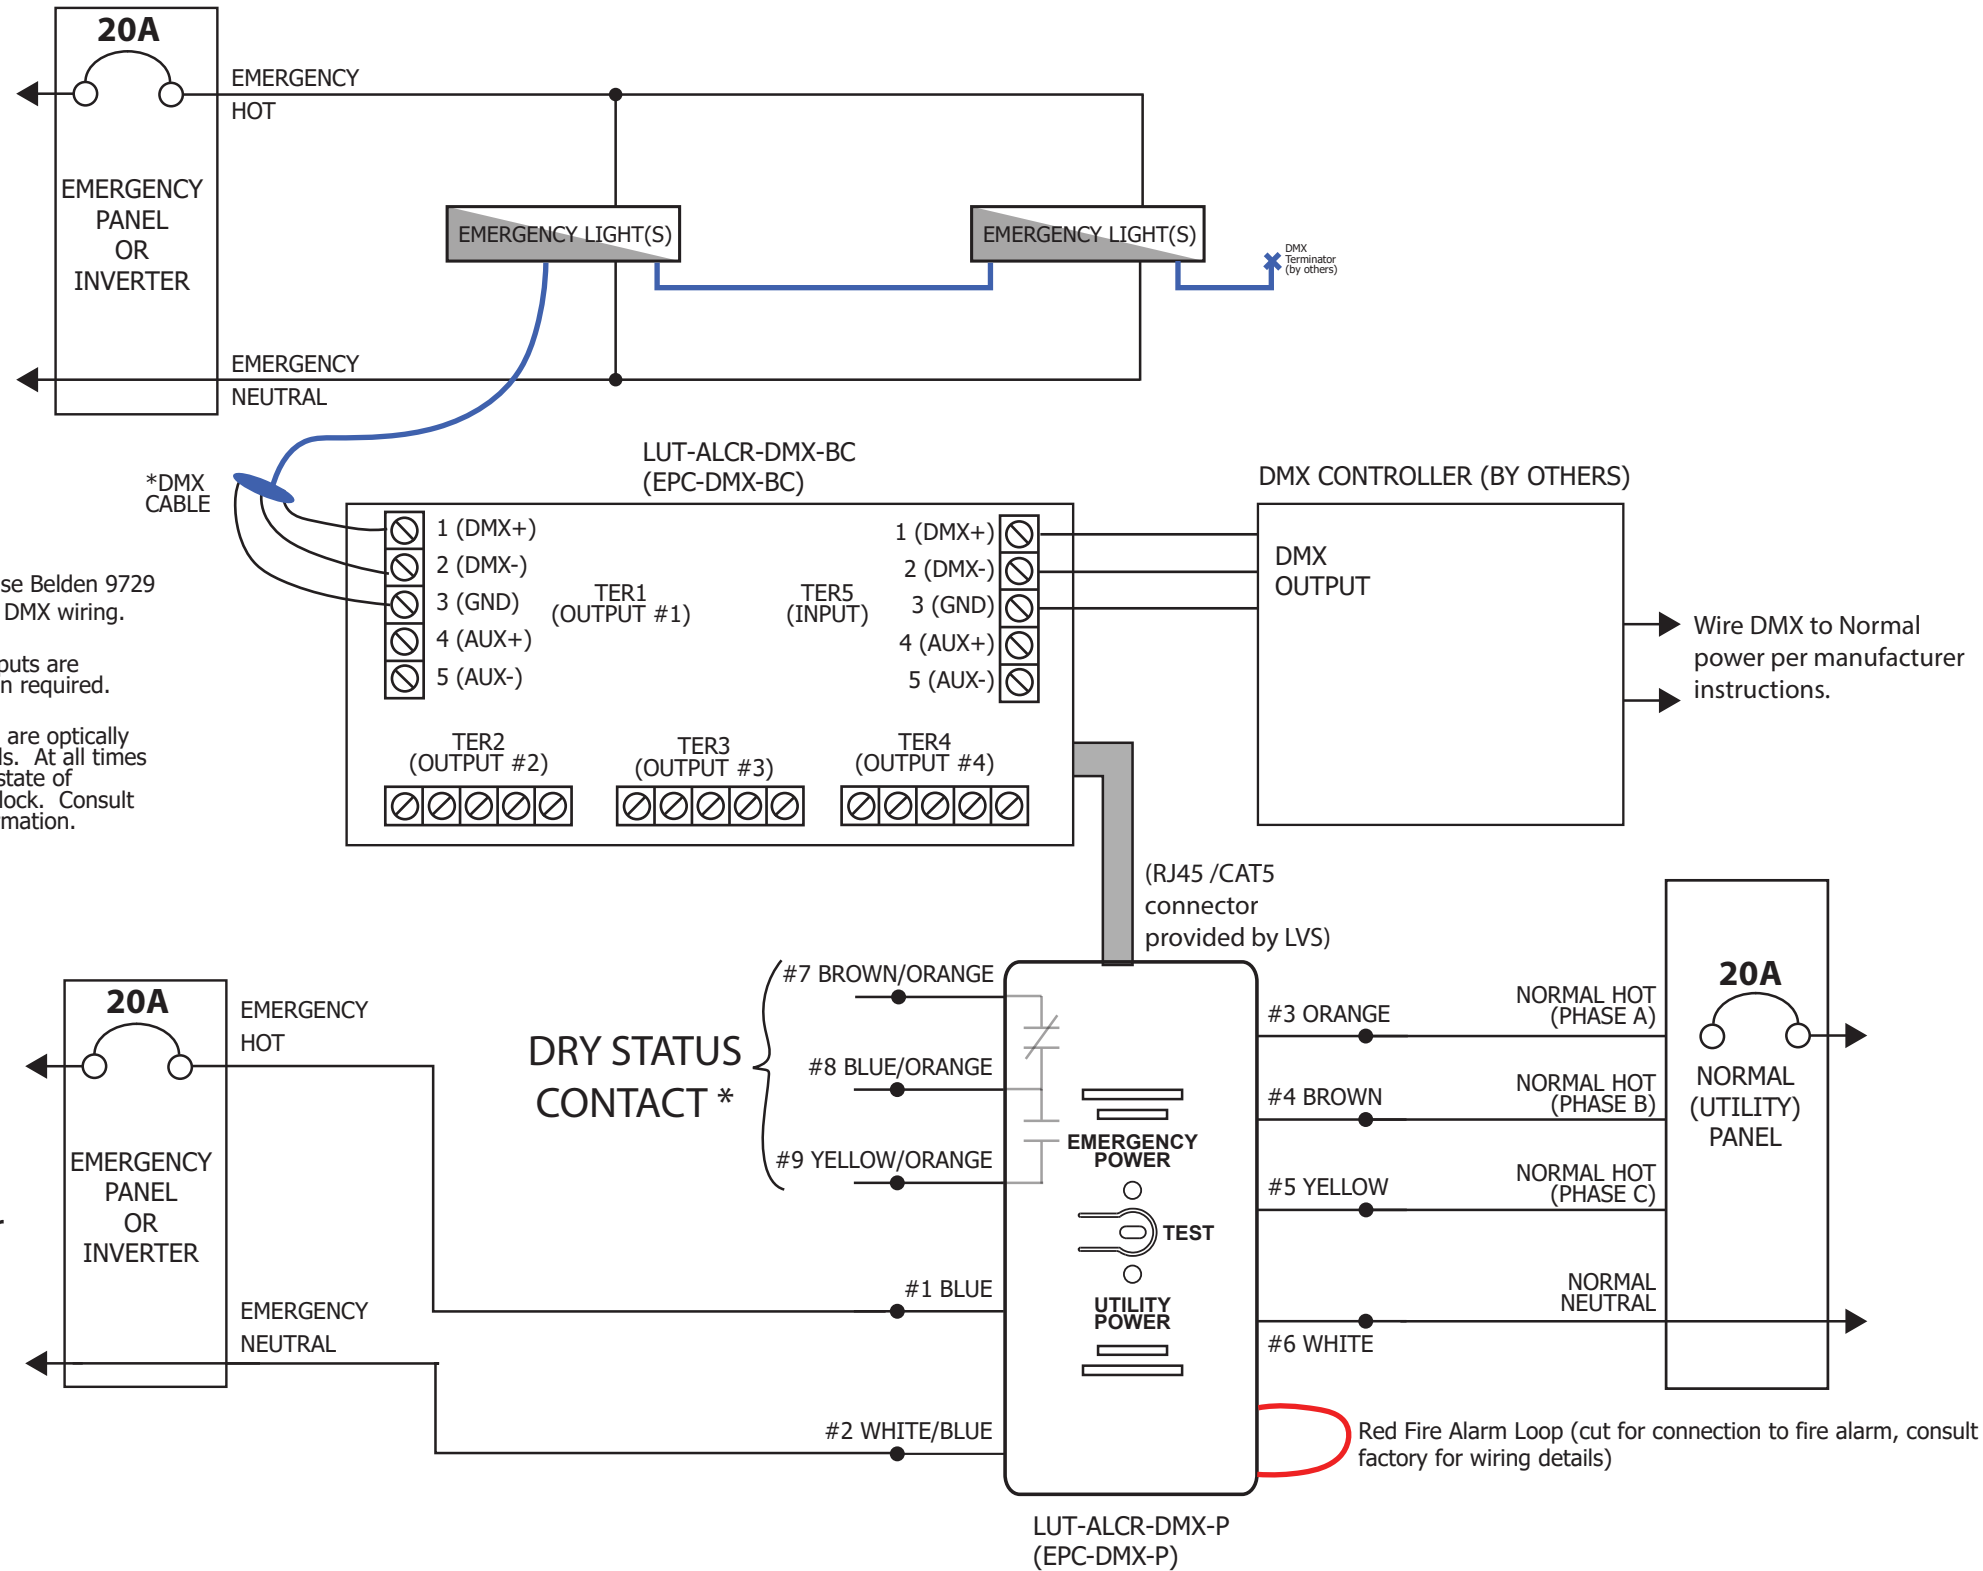 20A
EMERGENCY
HOT
EMERGENCY
PANEL
OR
INVERTER
EMERGENCY LIGHT(S)
EMERGENCY LIGHT(S)
DMX
Terminator
(by others)
EMERGENCY
NEUTRAL
*DMX
CABLE
LUT-ALCR-DMX-BC
(EPC-DMX-BC)
DMX CONTROLLER (BY OTHERS)
1 (DMX+)
2 (DMX-)
3 (GND)
4 (AUX+)
5 (AUX-)
TER1
(OUTPUT #1)
TER5
(INPUT)
1 (DMX+)
2 (DMX-)
3 (GND)
4 (AUX+)
5 (AUX-)
DMX
OUTPUT
Wire DMX to Normal
power per manufacturer
instructions.
se Belden 9729
DMX wiring.
puts are
n required.
are optically
ls. At all times
state of
lock. Consult
rmation.
TER2
(OUTPUT #2)
TER3
(OUTPUT #3)
TER4
(OUTPUT #4)
(RJ45 /CAT5
connector
provided by LVS)
20A
EMERGENCY
HOT
EMERGENCY
PANEL
OR
INVERTER
EMERGENCY
NEUTRAL
DRY STATUS
CONTACT *
#7 BROWN/ORANGE
#8 BLUE/ORANGE
#9 YELLOW/ORANGE
#1 BLUE
#2 WHITE/BLUE
EMERGENCY
POWER
TEST
UTILITY
POWER
#3 ORANGE
NORMAL HOT
(PHASE A)
#4 BROWN
NORMAL HOT
(PHASE B)
#5 YELLOW
NORMAL HOT
(PHASE C)
NORMAL
NEUTRAL
#6 WHITE
20A
NORMAL
(UTILITY)
PANEL
Red Fire Alarm Loop (cut for connection to fire alarm, consult
factory for wiring details)
LUT-ALCR-DMX-P
(EPC-DMX-P)